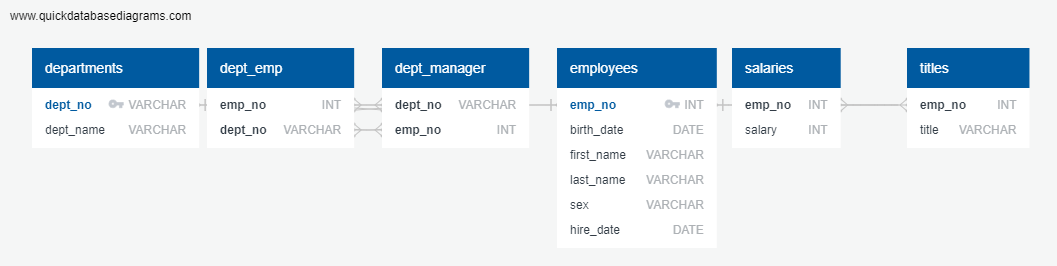 www.quickdatabasediagrams.com
departments
dept_no VARCHAR
dept_name VARCHAR
dept_emp
emp_no INT
dept_no VARCHAR
dept_manager
dept_no VARCHAR
emp_no INT
employees
emp_no INT
birth_date DATE
first_name VARCHAR
last_name VARCHAR
sex VARCHAR
hire_date DATE
salaries
emp_no INT
salary INT
titles
emp_no INT
title VARCHAR